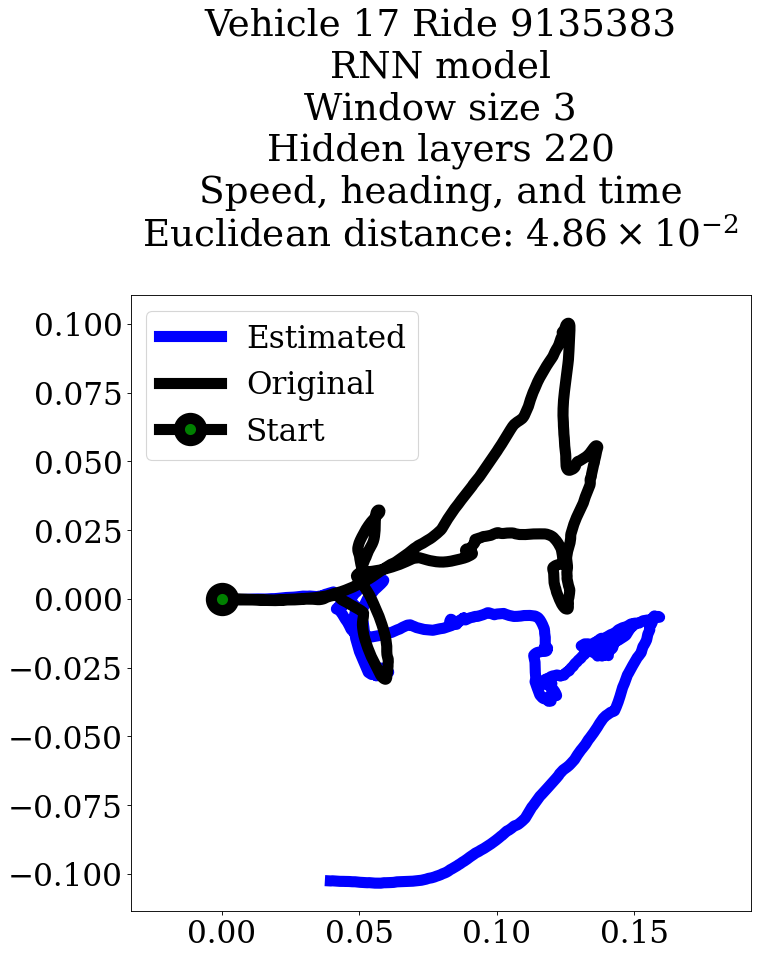 Vehicle 17 Ride 9135383
RNN model
Window size 3
Hidden layers 220
Speed, heading, and time
Euclidean distance: 4.86 × 10⁻²
Estimated
Original
Start
0.100
0.075
0.050
0.025
0.000
−0.025
−0.050
−0.075
−0.100
0.00 0.05 0.10 0.15